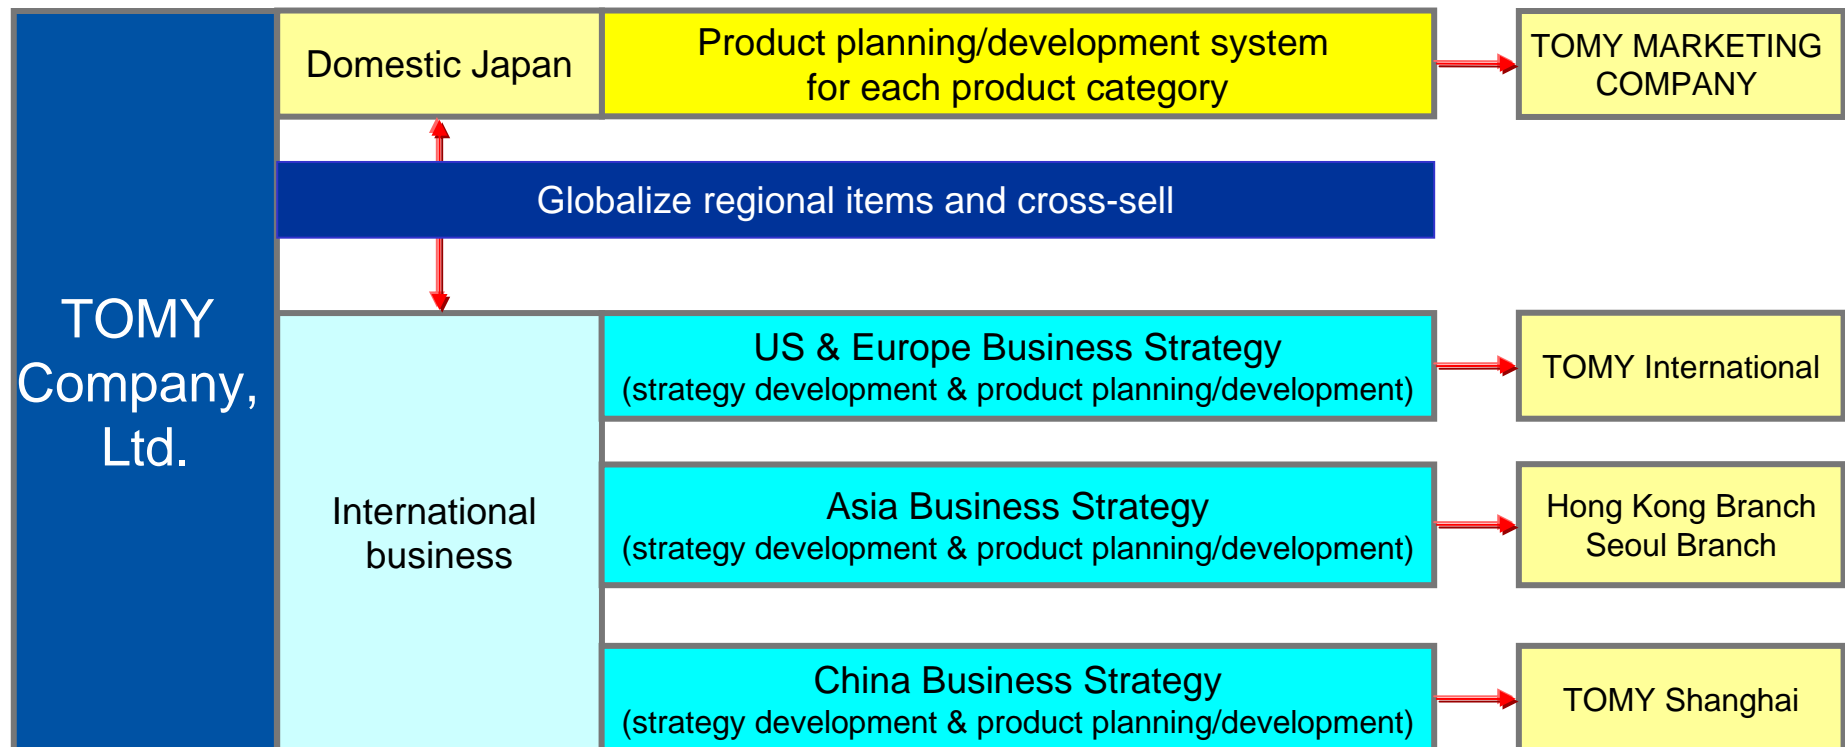 TOMY
Company,
Ltd.
Domestic Japan
Product planning/development system
for each product category
TOMY MARKETING
COMPANY
Globalize regional items and cross-sell
International
business
US & Europe Business Strategy
(strategy development & product planning/development)
TOMY International
Asia Business Strategy
(strategy development & product planning/development)
Hong Kong Branch
Seoul Branch
China Business Strategy
(strategy development & product planning/development)
TOMY Shanghai